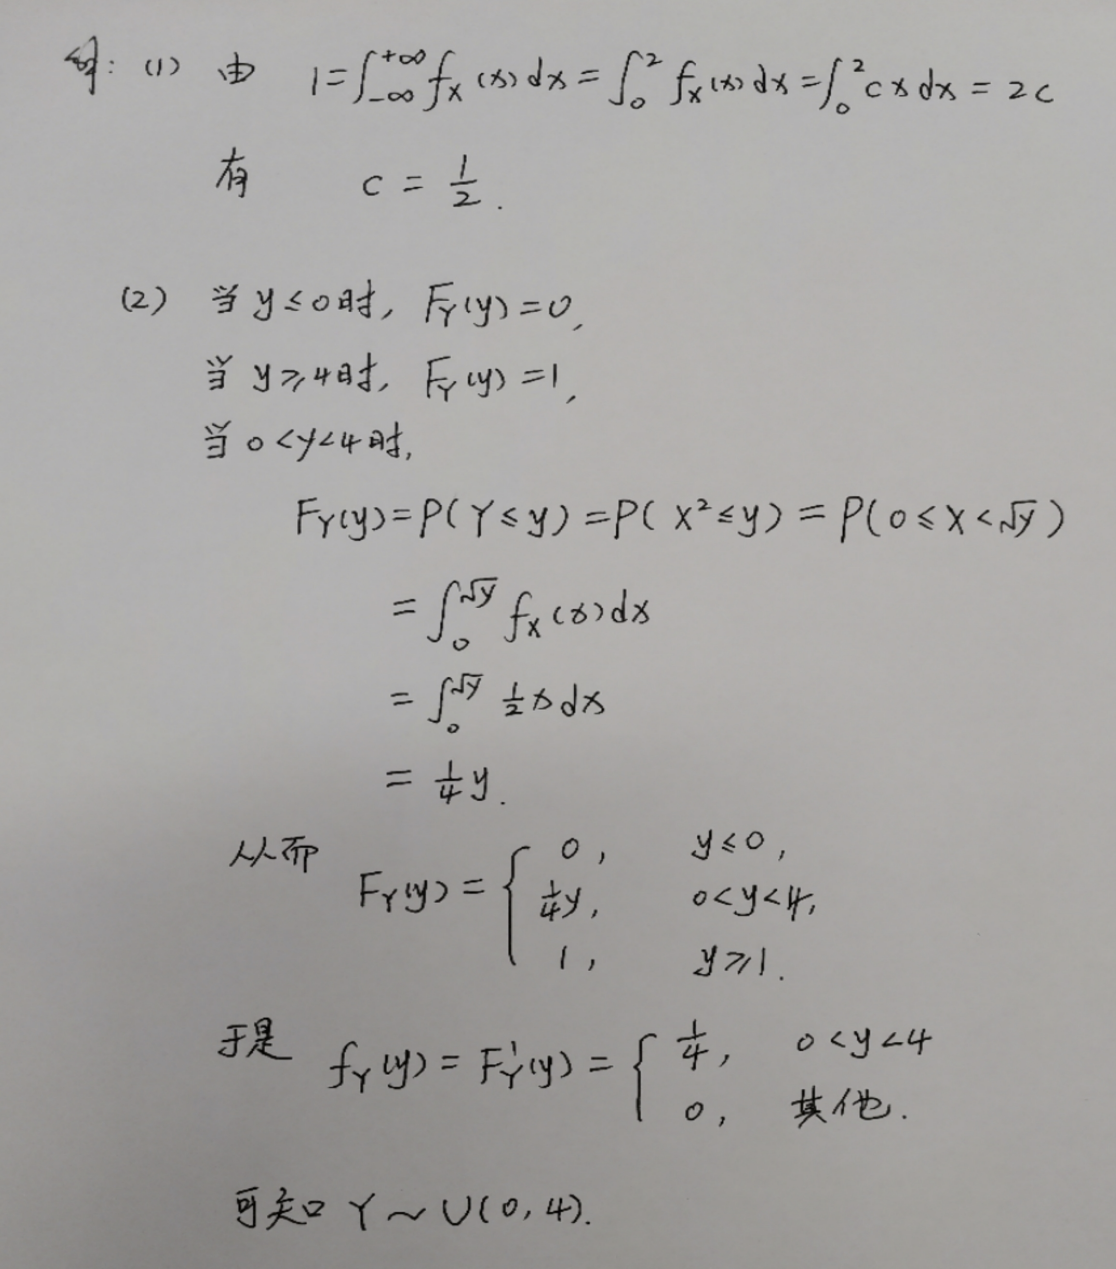 解: (1) 由 1=∫_{-∞}^{+∞} f_X(x)dx = ∫_0^2 f_X(x)dx = ∫_0^2 cxdx = 2c
有 c = 1/2.
(2) 当 y≤0时, F_Y(y)=0,
当 y≥4时, F_Y(y)=1,
当 0<y<4时,
F_Y(y)=P(Y≤y)=P(X²≤y)=P(0≤X<√y)
=∫_0^{√y} f_X(x)dx
=∫_0^{√y} 1/2 x dx
= 1/4 y.
从而 F_Y(y)= { 0, y≤0,
1/4 y, 0<y<4,
1, y≥1.
于是 f_Y(y)=F'_Y(y)= { 1/4, 0<y<4
0, 其他.
可知 Y~U(0,4).